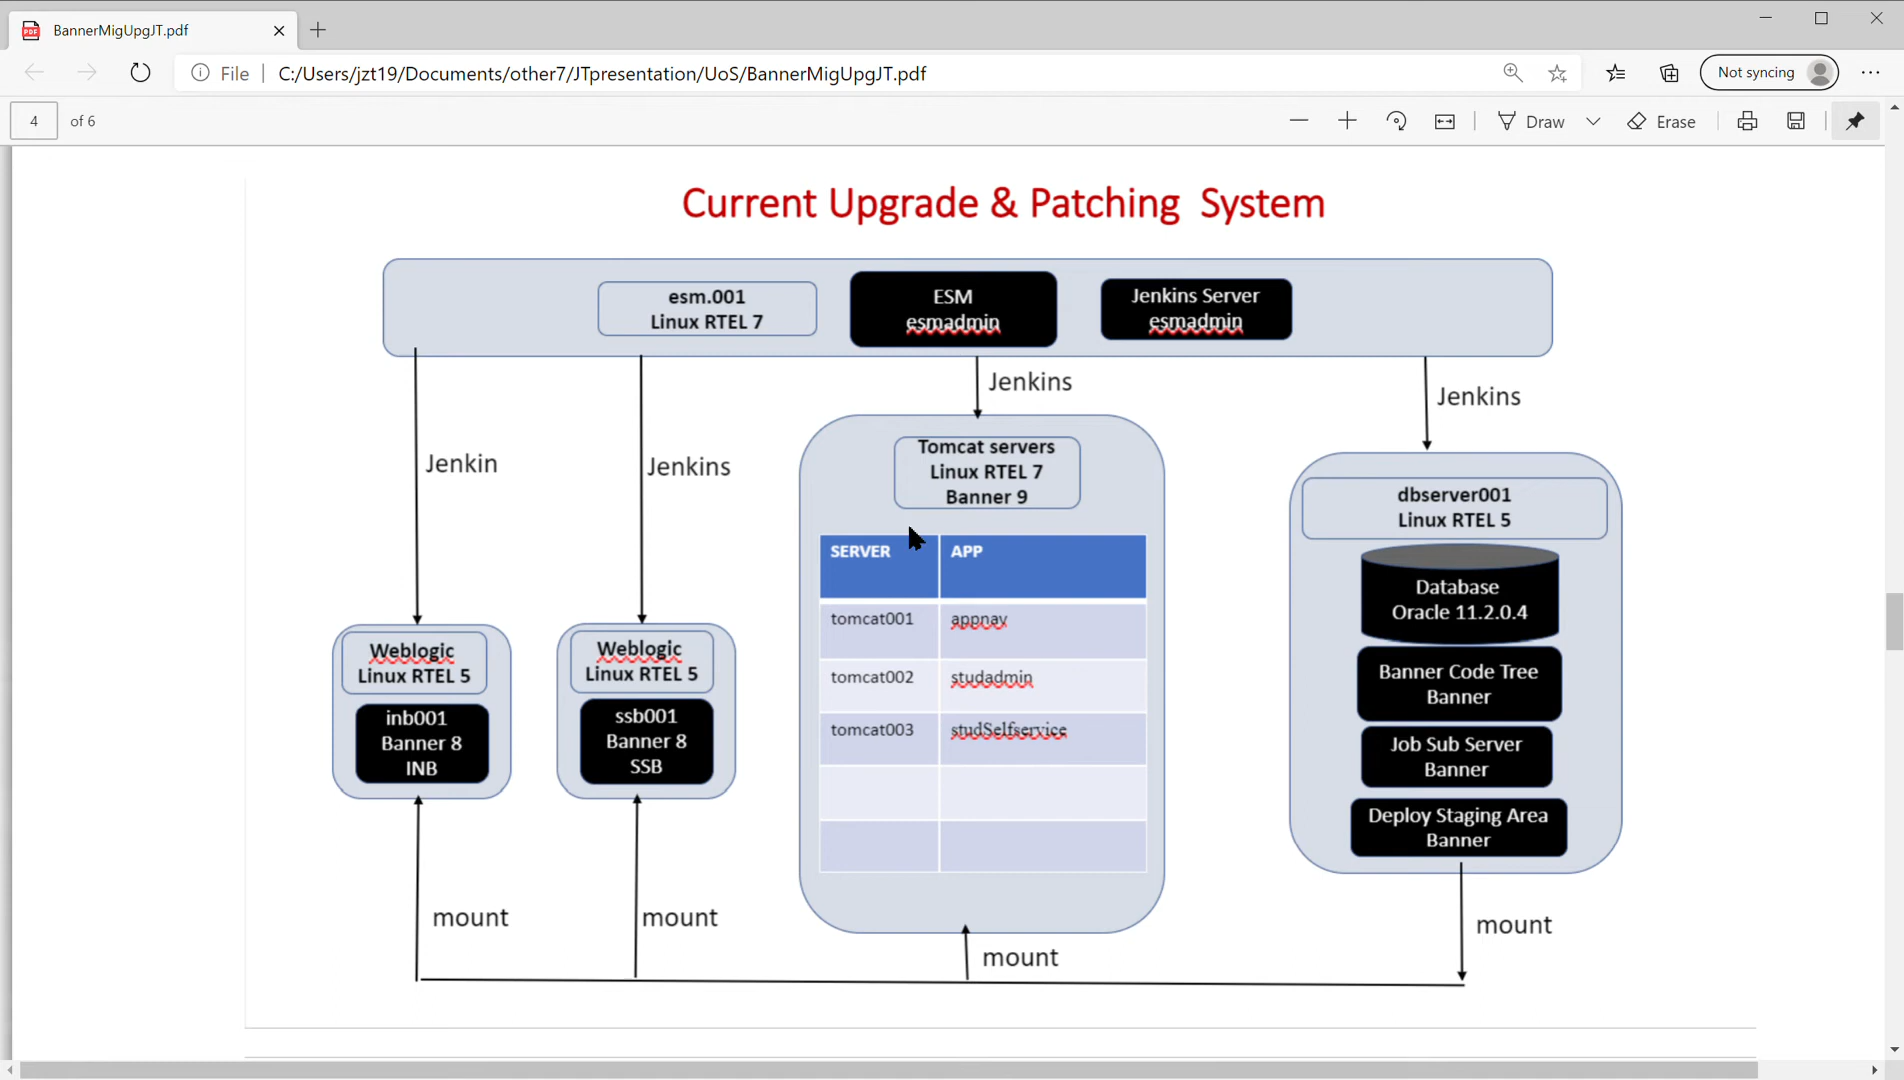 BannerMigUpgJT.pdf
File
C:/Users/jzt19/Documents/other7/JTpresentation/UoS/BannerMigUpgJT.pdf
Not syncing
4
of 6
Draw
Erase
Current Upgrade & Patching System
esm.001
Linux RTEL 7
ESM
esmadmin
Jenkins Server
esmadmin
Jenkin
Jenkins
Jenkins
Jenkins
Weblogic
Linux RTEL 5
inb001
Banner 8
INB
Weblogic
Linux RTEL 5
ssb001
Banner 8
SSB
Tomcat servers
Linux RTEL 7
Banner 9
SERVER APP
tomcat001 appnav
tomcat002 studadmin
tomcat003 studSelfservice
dbserver001
Linux RTEL 5
Database
Oracle 11.2.0.4
Banner Code Tree
Banner
Job Sub Server
Banner
Deploy Staging Area
Banner
mount
mount
mount
mount